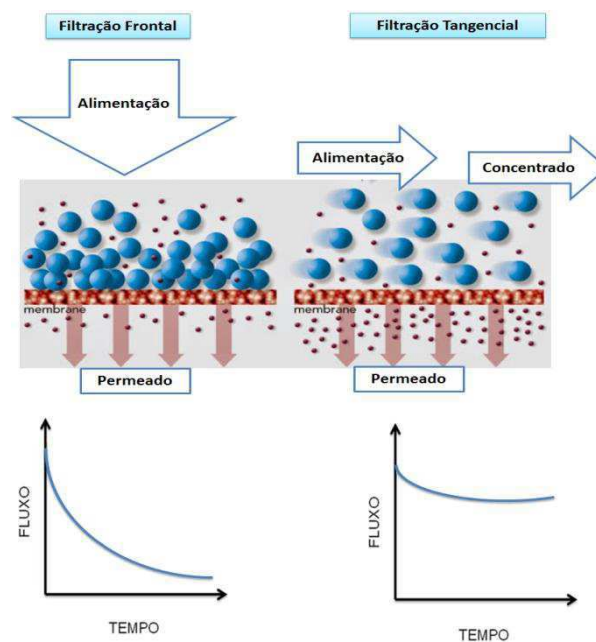 Filtração Frontal
Filtração Tangencial
Alimentação
Alimentação
Concentrado
membrane
membrane
Permeado
Permeado
FLUXO
TEMPO
FLUXO
TEMPO